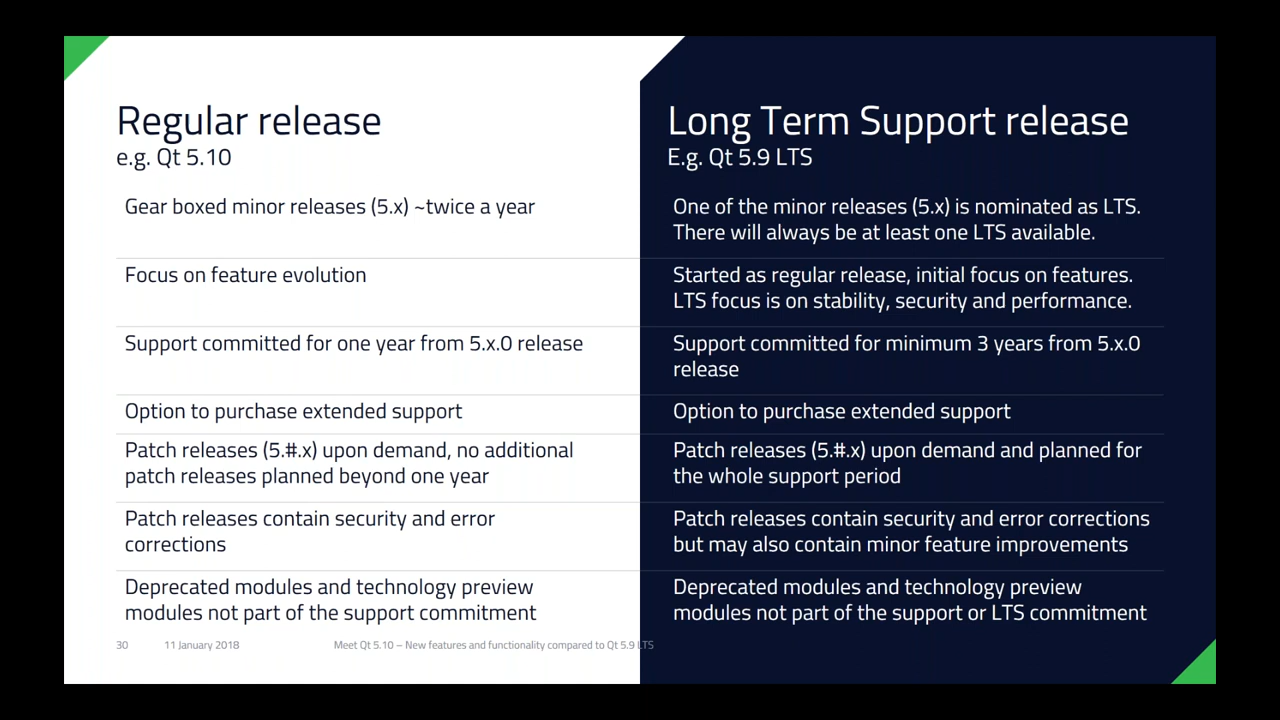 Regular release
e.g. Qt 5.10
Gear boxed minor releases (5.x) ~twice a year
Focus on feature evolution
Support committed for one year from 5.x.0 release
Option to purchase extended support
Patch releases (5.#.x) upon demand, no additional
patch releases planned beyond one year
Patch releases contain security and error
corrections
Deprecated modules and technology preview
modules not part of the support commitment
Long Term Support release
E.g. Qt 5.9 LTS
One of the minor releases (5.x) is nominated as LTS.
There will always be at least one LTS available.
Started as regular release, initial focus on features.
LTS focus is on stability, security and performance.
Support committed for minimum 3 years from 5.x.0
release
Option to purchase extended support
Patch releases (5.#.x) upon demand and planned for
the whole support period
Patch releases contain security and error corrections
but may also contain minor feature improvements
Deprecated modules and technology preview
modules not part of the support or LTS commitment
30 11 January 2018 Meet Qt 5.10 – New features and functionality compared to Qt 5.9 LTS